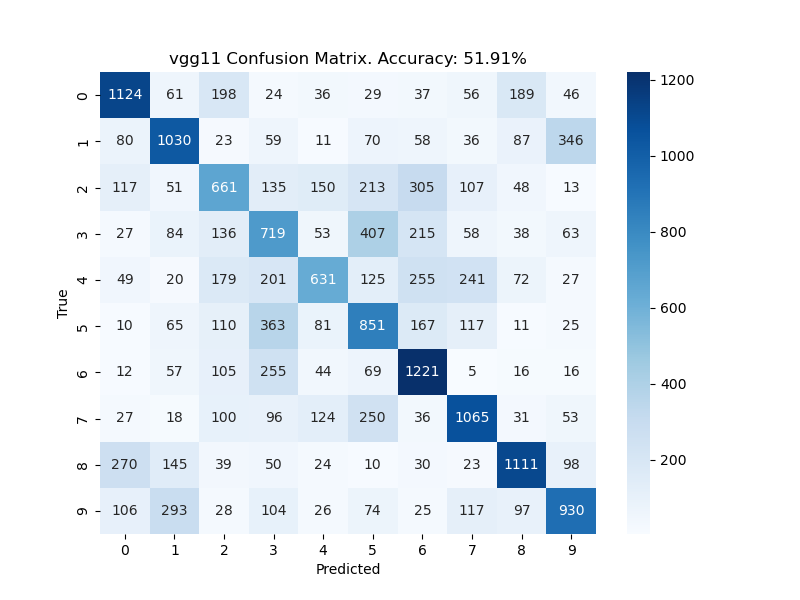 vgg11 Confusion Matrix. Accuracy: 51.91%
0 1124 61 198 24 36 29 37 56 189 46
1 80 1030 23 59 11 70 58 36 87 346
2 117 51 661 135 150 213 305 107 48 13
3 27 84 136 719 53 407 215 58 38 63
4 49 20 179 201 631 125 255 241 72 27
5 10 65 110 363 81 851 167 117 11 25
6 12 57 105 255 44 69 1221 5 16 16
7 27 18 100 96 124 250 36 1065 31 53
8 270 145 39 50 24 10 30 23 1111 98
9 106 293 28 104 26 74 25 117 97 930
0 1 2 3 4 5 6 7 8 9
Predicted
True
1200
1000
800
600
400
200